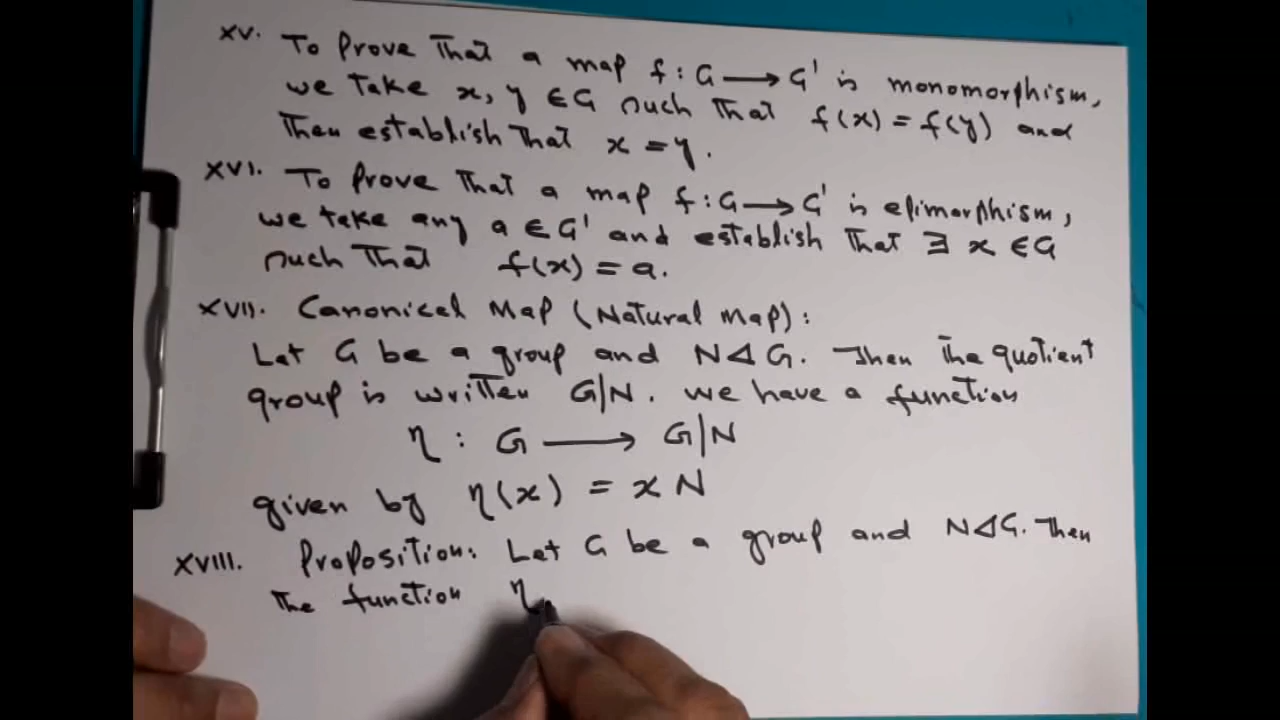 XV. To Prove That a map f : G → G' is monomorphism,
we take x, y ∈ G such that f(x) = f(y) and
Then establish That x = y.
XVI. To Prove That a map f : G → G' is epimorphism,
we take any a ∈ G' and establish That ∃ x ∈ G
such That f(x) = a.
XVII. Canonical Map (Natural Map) :
Let G be a group and N ⊲ G. Then The quotient
group is written G|N. we have a function
η : G → G|N
given by η(x) = x N
XVIII. Proposition: Let G be a group and N ⊲ G. Then
The function η